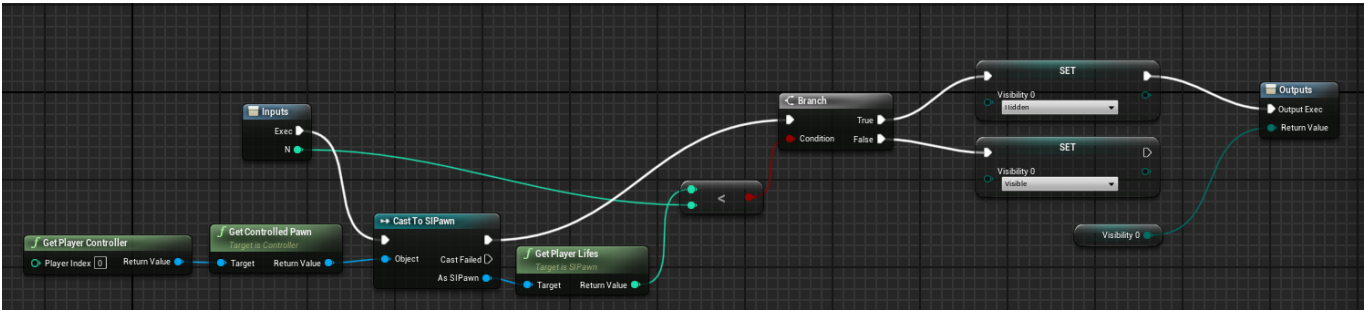 Inputs
Exec
N
Get Player Controller
Player Index 0 Return Value
Get Controlled Pawn
Target is Controller
Target Return Value
Cast To SIPawn
Object Cast Failed
As SIPawn
Get Player Lifes
Target is SIPawn
Target Return Value
<
Branch
True
Condition False
SET
Visibility 0
Hidden
SET
Visibility 0
Visible
Visibility 0
Outputs
Output Exec
Return Value